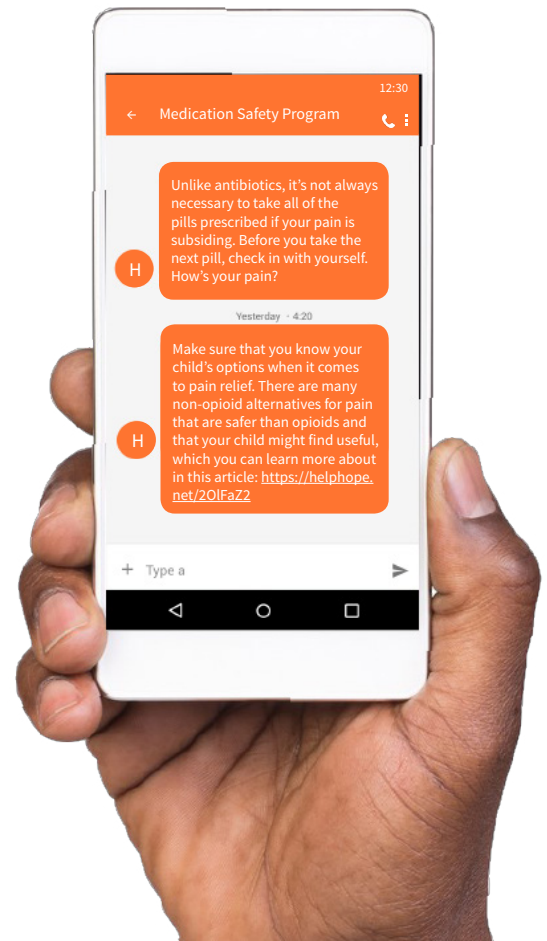 12:30
Medication Safety Program
Unlike antibiotics, it's not always
necessary to take all of the
pills prescribed if your pain is
subsiding. Before you take the
next pill, check in with yourself.
How's your pain?
H
Yesterday · 4:20
Make sure that you know your
child's options when it comes
to pain relief. There are many
non-opioid alternatives for pain
that are safer than opioids and
that your child might find useful,
which you can learn more about
in this article: https://helphope.
net/2OlFaZ2
H
Type a